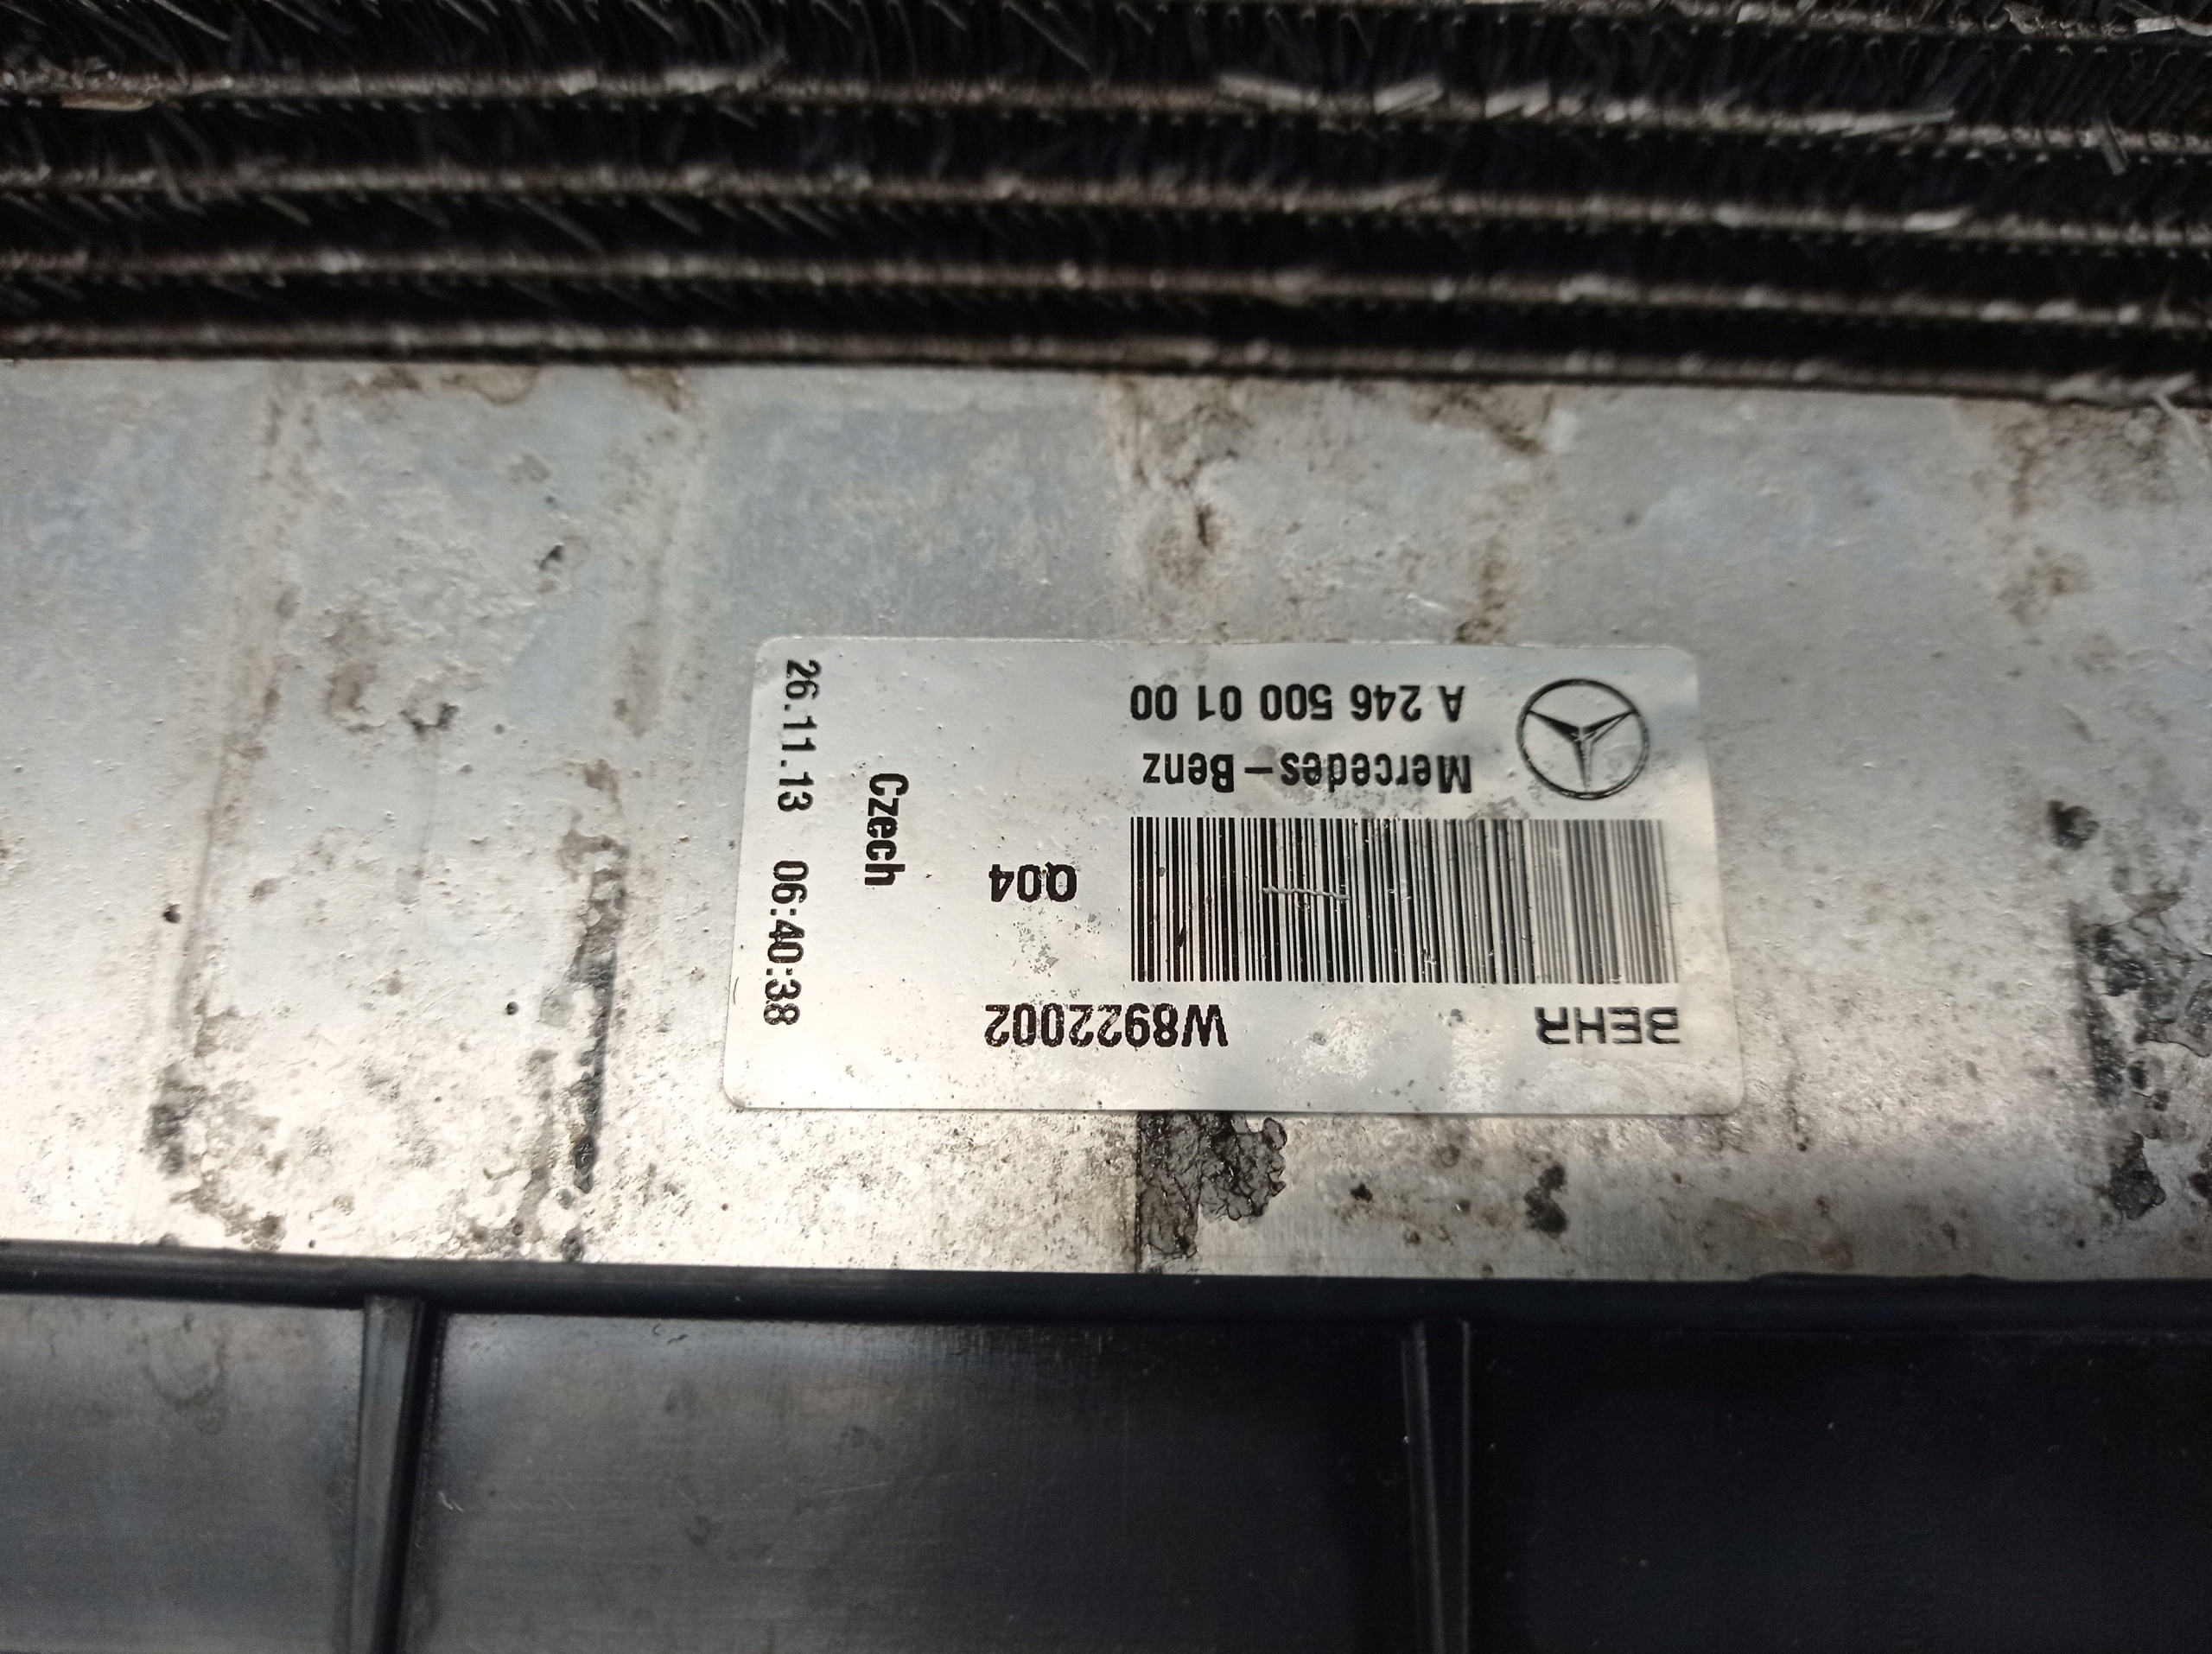 BEHR W8922002
Q04
Mercedes-Benz
A 246 500 01 00
Czech
26.11.13 06:40:38